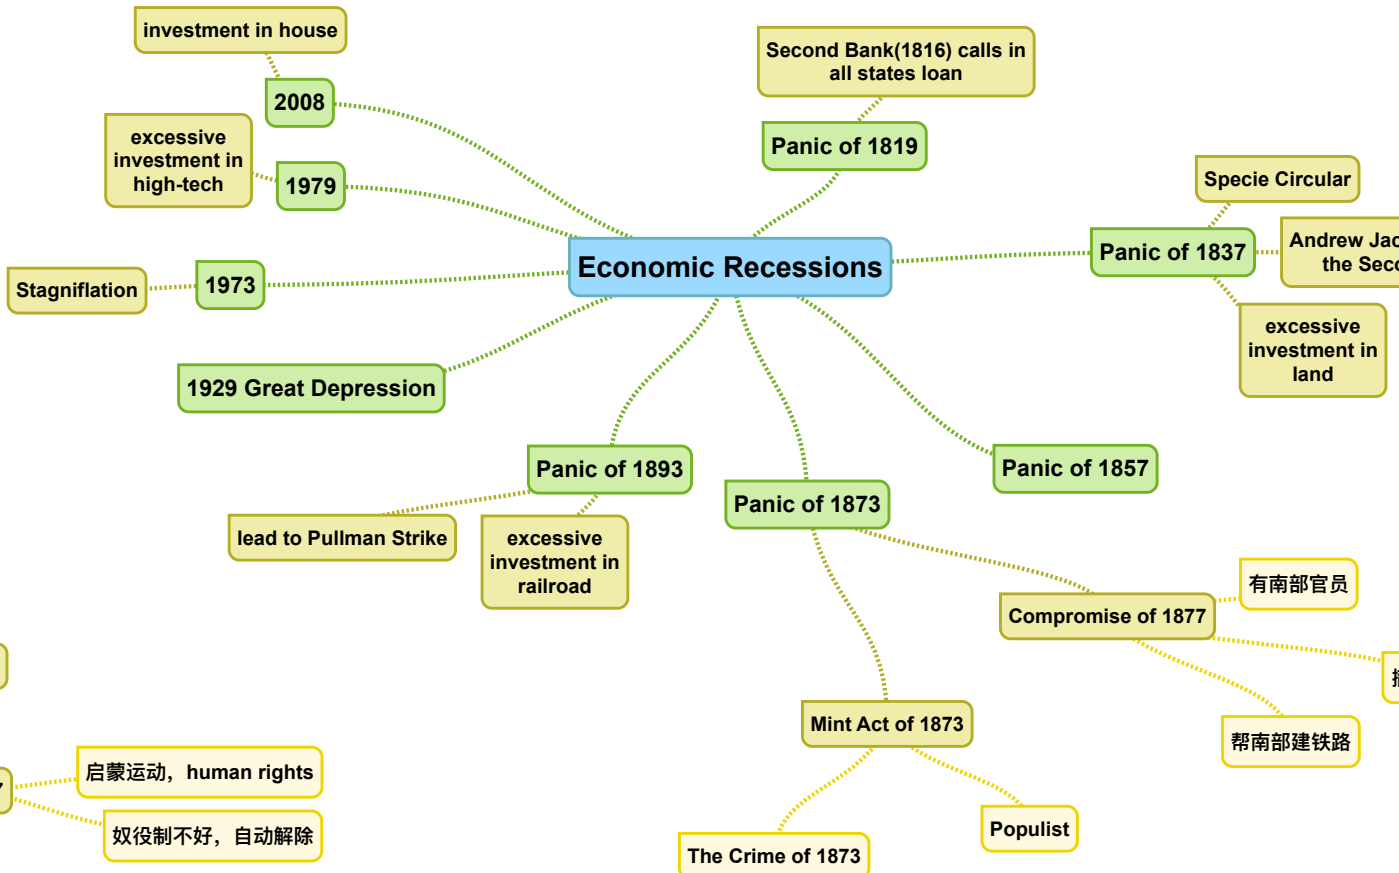 investment in house
2008
excessive
investment in
high-tech
1979
Stagniflation
1973
1929 Great Depression
Economic Recessions
Second Bank(1816) calls in
all states loan
Panic of 1819
Specie Circular
Panic of 1837
Andrew
the
excessive
investment in
land
Panic of 1857
Panic of 1893
lead to Pullman Strike
excessive
investment in
railroad
Panic of 1873
Compromise of 1877
有南部官员
帮南部建铁路
Mint Act of 1873
The Crime of 1873
Populist
启蒙运动，human rights
奴役制不好，自动解除